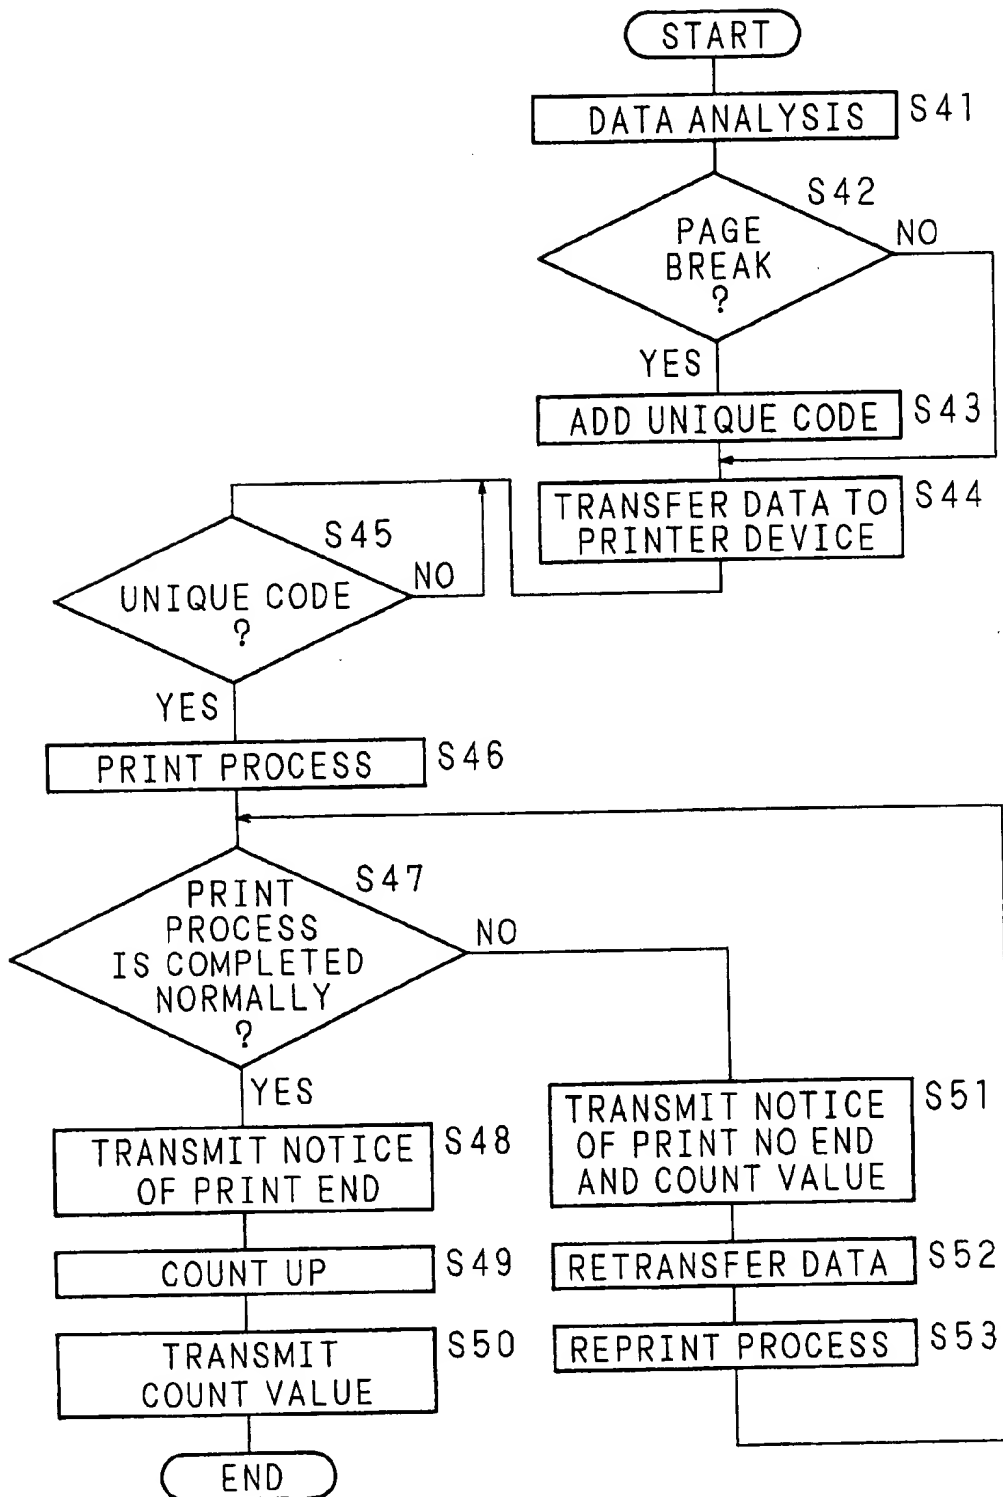 START
DATA ANALYSIS
S41
S42
PAGE
BREAK
?
NO
YES
ADD UNIQUE CODE
S43
TRANSFER DATA TO
PRINTER DEVICE
S44
S45
UNIQUE CODE
?
NO
YES
PRINT PROCESS
S46
S47
PRINT
PROCESS
IS COMPLETED
NORMALLY
?
NO
YES
TRANSMIT NOTICE
OF PRINT END
S48
COUNT UP
S49
TRANSMIT
COUNT VALUE
S50
END
TRANSMIT NOTICE
OF PRINT NO END
AND COUNT VALUE
S51
RETRANSFER DATA
S52
REPRINT PROCESS
S53